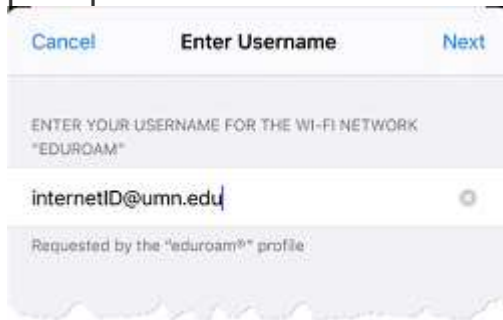 Cancel Enter Username Next
ENTER YOUR USERNAME FOR THE WI-FI NETWORK
"EDUROAM"
internetID@umn.edu
Requested by the "eduroam®" profile